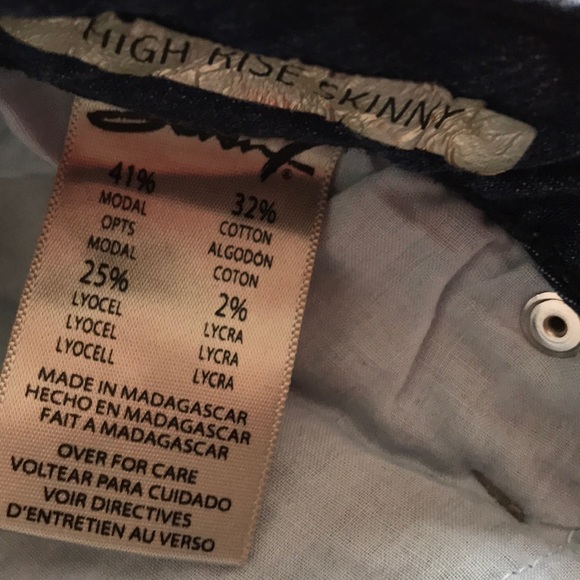 HIGH RISE SKINNY
41%
MODAL
OPTS
MODAL
25%
LYOCEL
LYOCEL
LYOCELL
32%
COTTON
ALGODÓN
COTON
2%
LYCRA
LYCRA
LYCRA
MADE IN MADAGASCAR
HECHO EN MADAGASCAR
FAIT A MADAGASCAR
OVER FOR CARE
VOLTEAR PARA CUIDADO
VOIR DIRECTIVES
D'ENTRETIEN AU VERSO